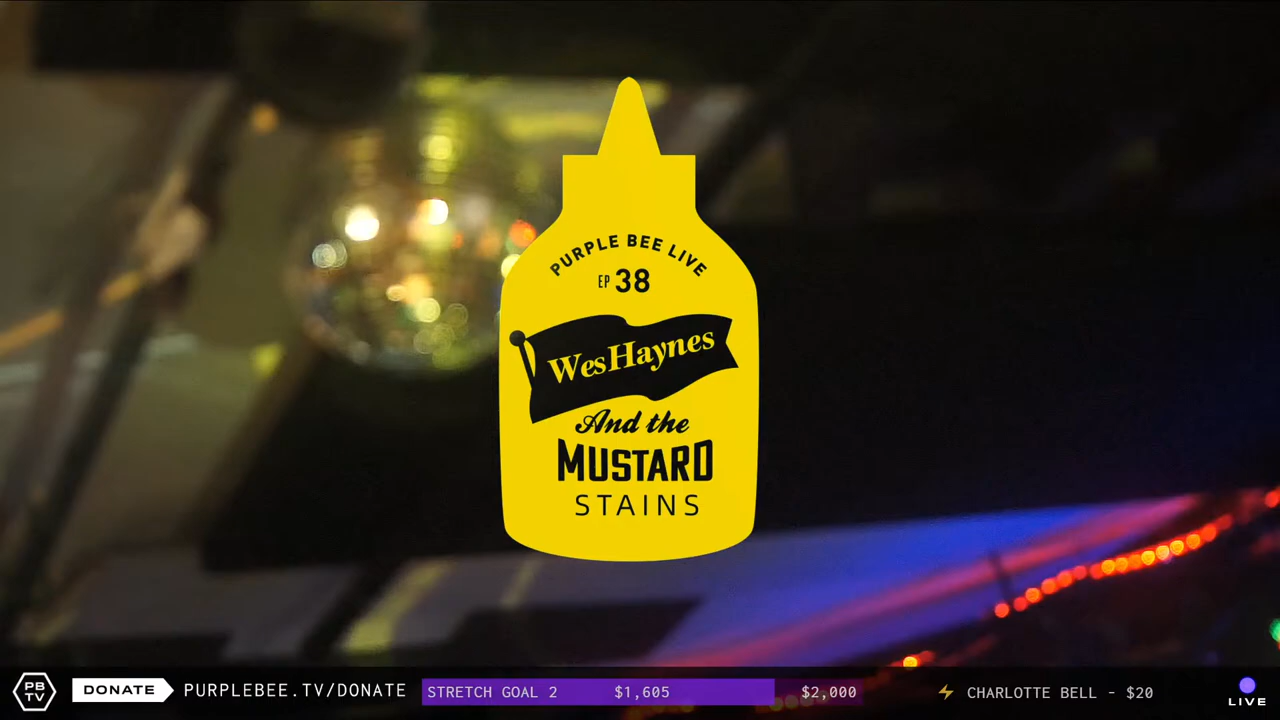 PURPLE BEE LIVE
EP 38
WesHaynes
And the
MUSTARD
STAINS
PB
TV
DONATE
PURPLEBEE.TV/DONATE
STRETCH GOAL 2
$1,605
$2,000
CHARLOTTE BELL - $20
LIVE